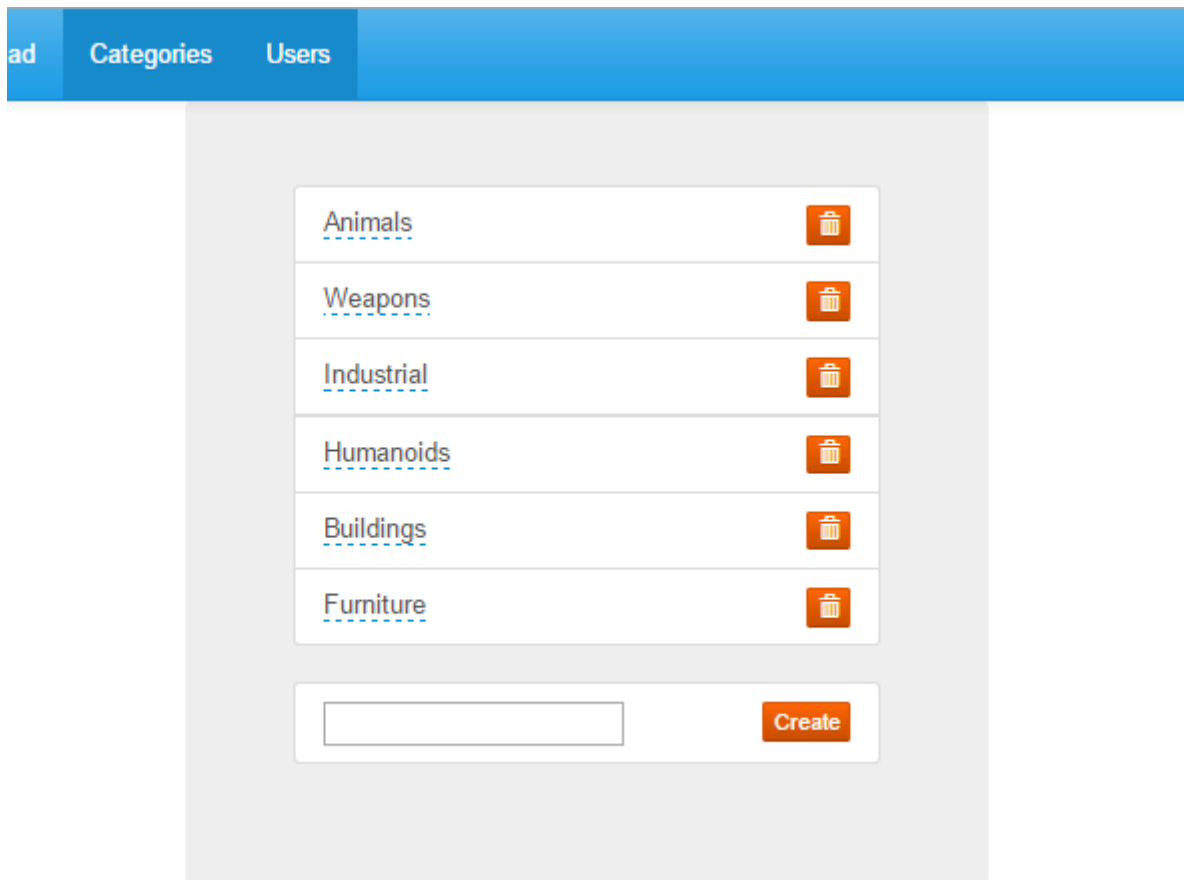 ad Categories Users
Animals
Weapons
Industrial
Humanoids
Buildings
Furniture
Create